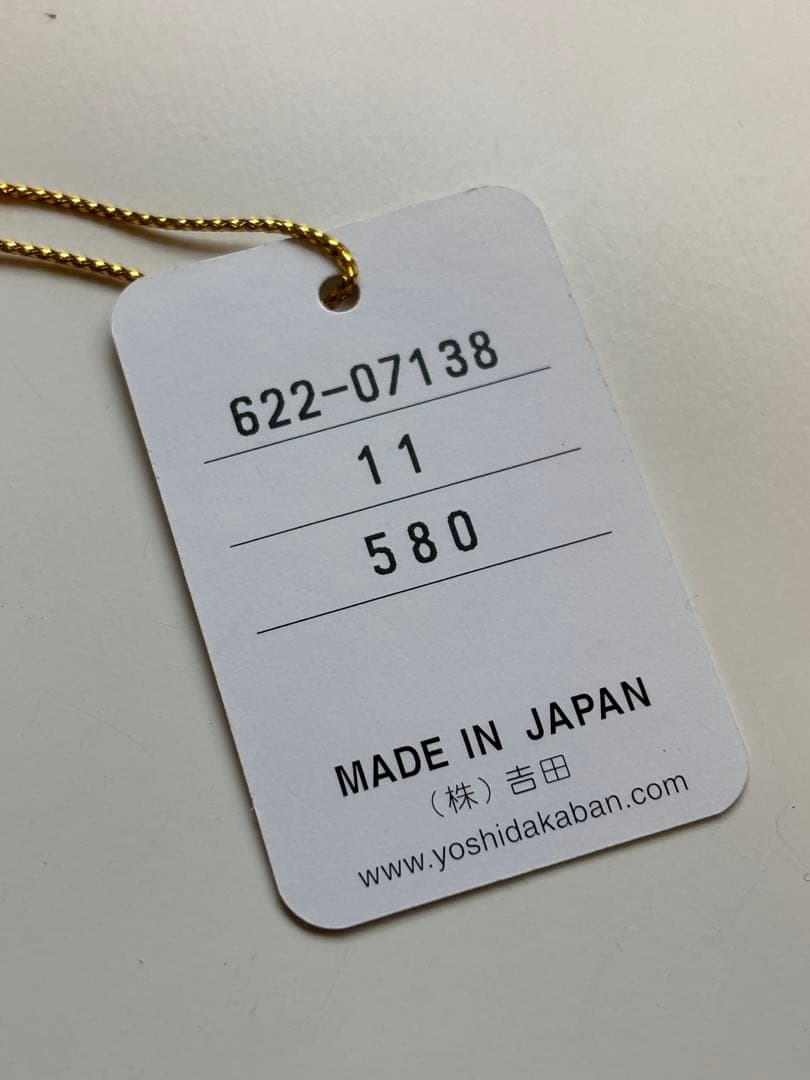 622-07138
11
580
MADE IN JAPAN
(株)吉田
www.yoshidakaban.com